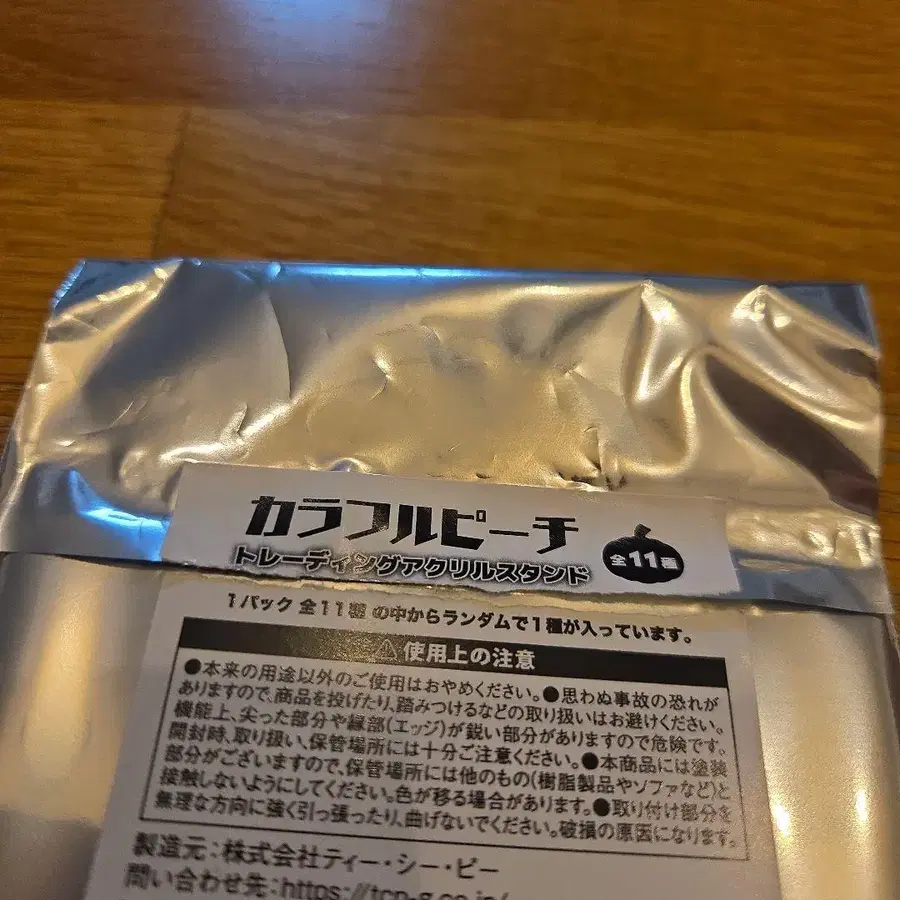 カラフルピーチ
トレーディングアクリルスタンド
全11種
1パック 全11種 の中からランダムで1種が入っています。
⚠使用上の注意
●本来の用途以外のご使用はおやめください。●思わぬ事故の恐れが
ありますので、商品を投げたり、踏みつけるなどの取り扱いはお避けください。
機能上、尖った部分や縁部(エッジ)が鋭い部分がありますので危険です。
開封時、取り扱い、保管場所には十分ご注意ください。●本商品には塗装
部分がございますので、保管場所には他のもの(樹脂製品やソファなど)と
接触しないようにしてください。色が移る場合があります。●取り付け部分を
無理な方向に強く引っ張ったり、曲げないでください。破損の原因になります。
製造元:株式会社ティー・シー・ピー
問い合わせ先:https://tcp-g.co.jp/